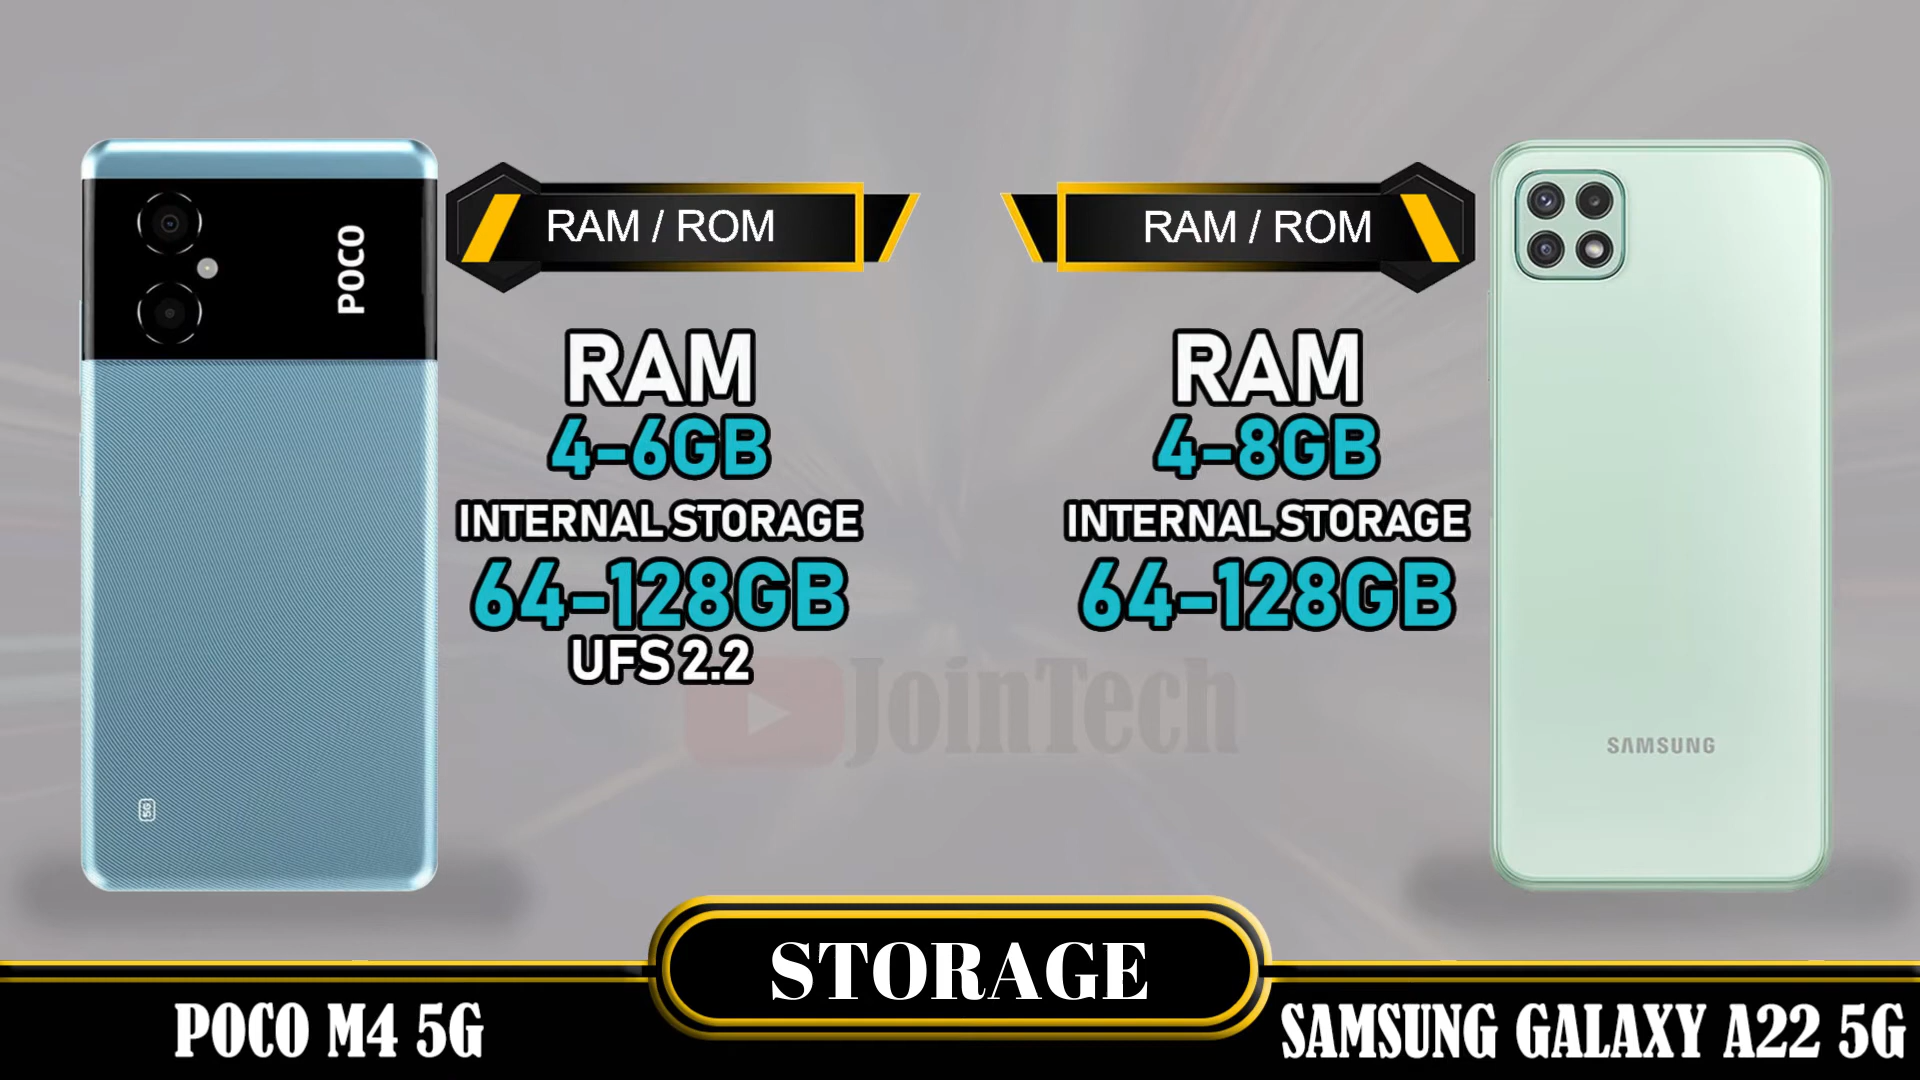 POCO
5G
RAM / ROM
RAM
4-6GB
INTERNAL STORAGE
64-128GB
UFS 2.2
RAM / ROM
RAM
4-8GB
INTERNAL STORAGE
64-128GB
SAMSUNG
JoinTech
STORAGE
POCO M4 5G
SAMSUNG GALAXY A22 5G